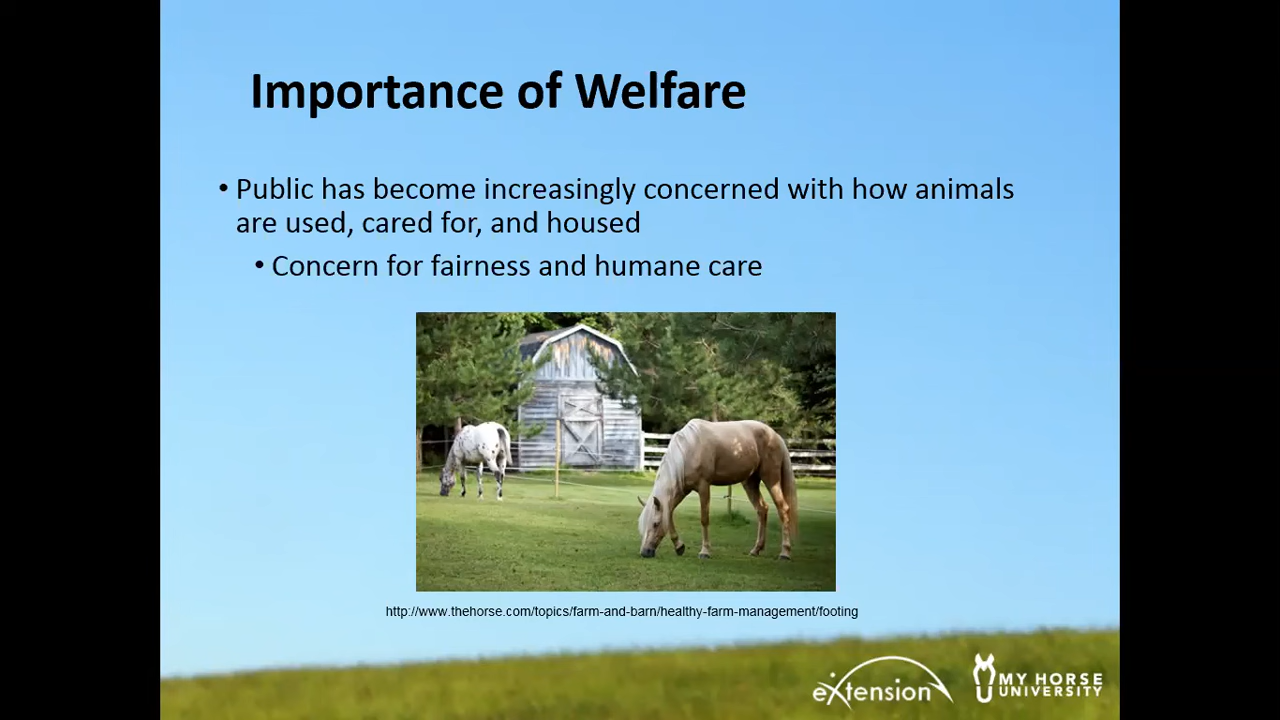 Importance of Welfare
• Public has become increasingly concerned with how animals
are used, cared for, and housed
• Concern for fairness and humane care
http://www.thehorse.com/topics/farm-and-barn/healthy-farm-management/footing
eXtension
MY HORSE
UNIVERSITY